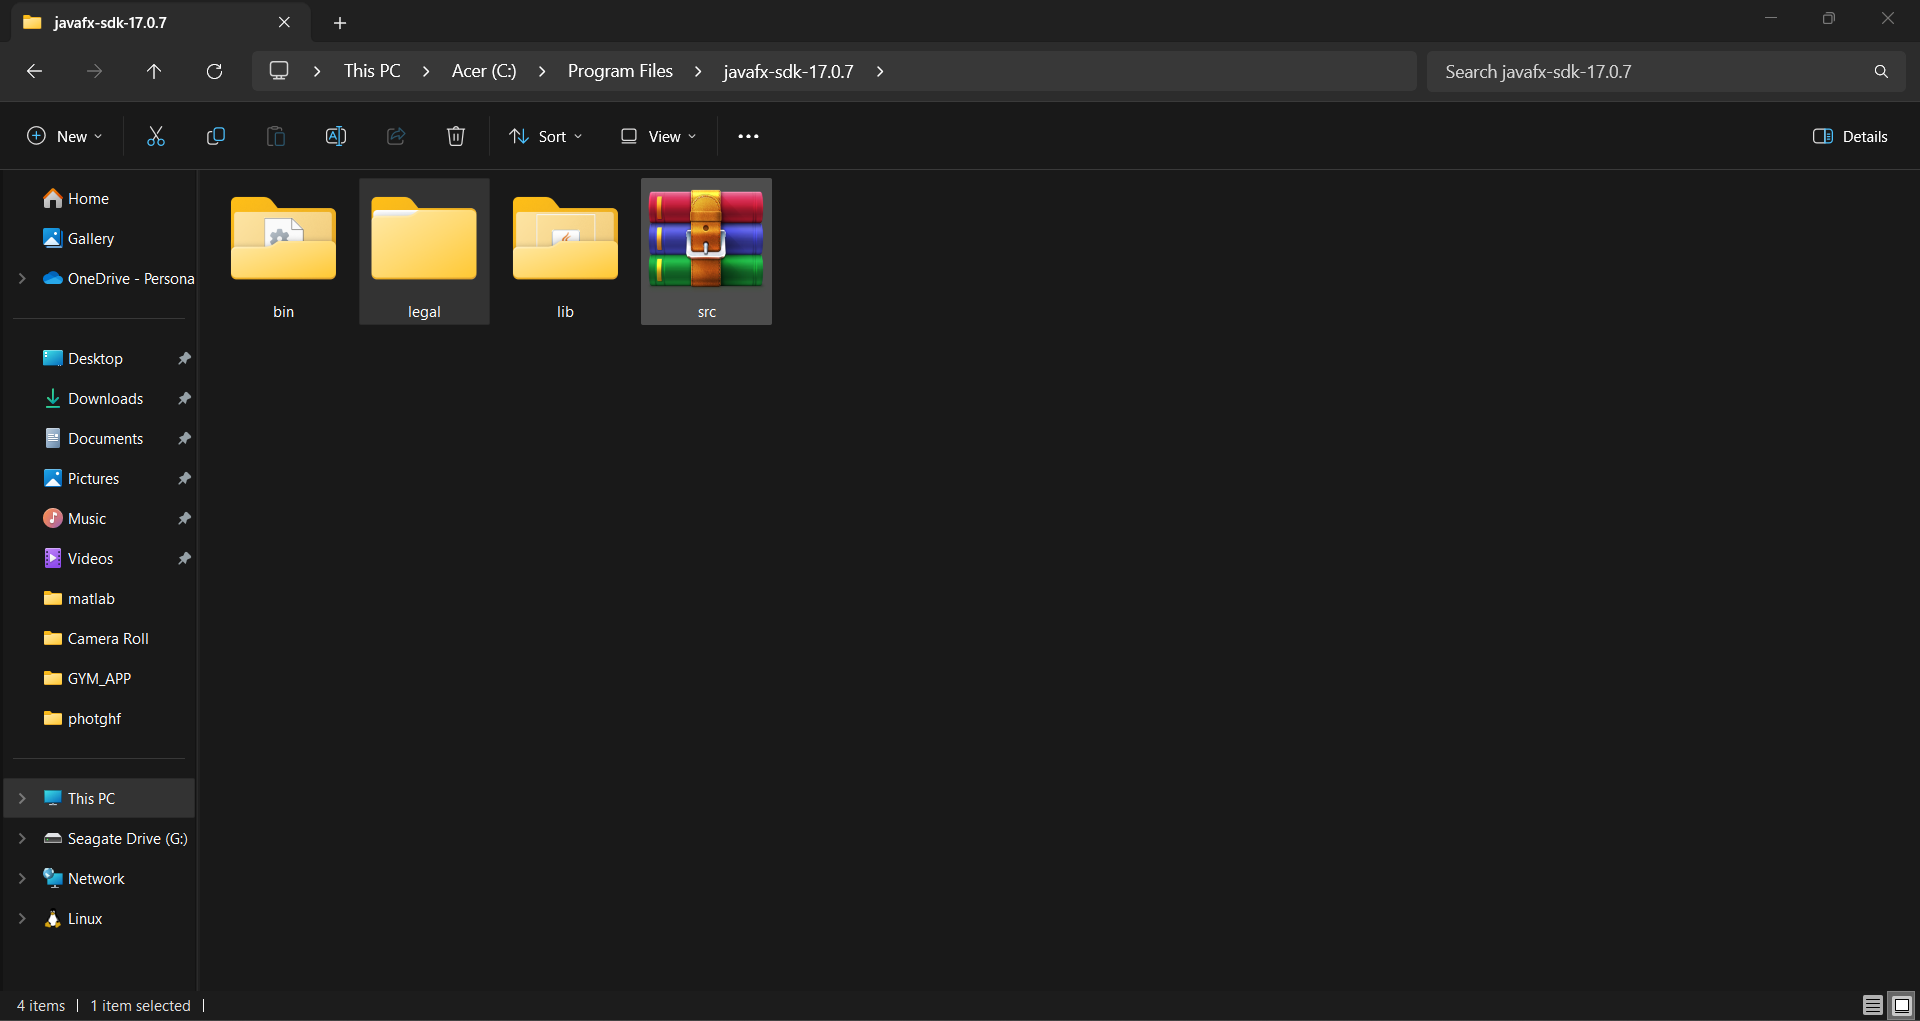 javafx-sdk-17.0.7
This PC
Acer (C:)
Program Files
javafx-sdk-17.0.7
Search javafx-sdk-17.0.7
New
Sort
View
Details
Home
Gallery
OneDrive - Persona
Desktop
Downloads
Documents
Pictures
Music
Videos
matlab
Camera Roll
GYM_APP
photghf
This PC
Seagate Drive (G:)
Network
Linux
bin
legal
lib
src
4 items
1 item selected